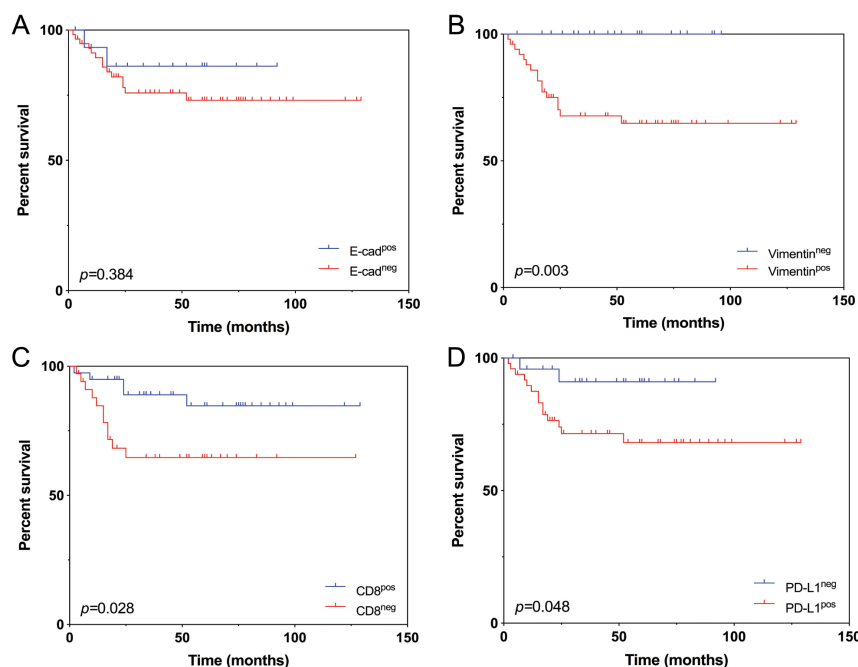 A
100
50
0
Percent survival
E-cadpos
E-cadneg
p=0.384
0 50 100 150
Time (months)
B
100
50
0
Percent survival
Vimentinneg
Vimentinpos
p=0.003
0 50 100 150
Time (months)
C
100
50
0
Percent survival
CD8pos
CD8neg
p=0.028
0 50 100 150
Time (months)
D
100
50
0
Percent survival
PD-L1neg
PD-L1pos
p=0.048
0 50 100 150
Time (months)